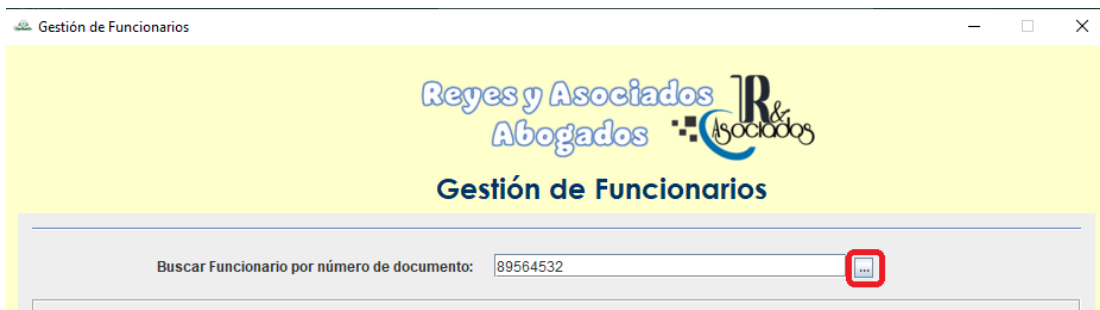 Gestión de Funcionarios
Reyes y Asociados
Abogados
R&
Asociados
Gestión de Funcionarios
Buscar Funcionario por número de documento: 89564532 ...